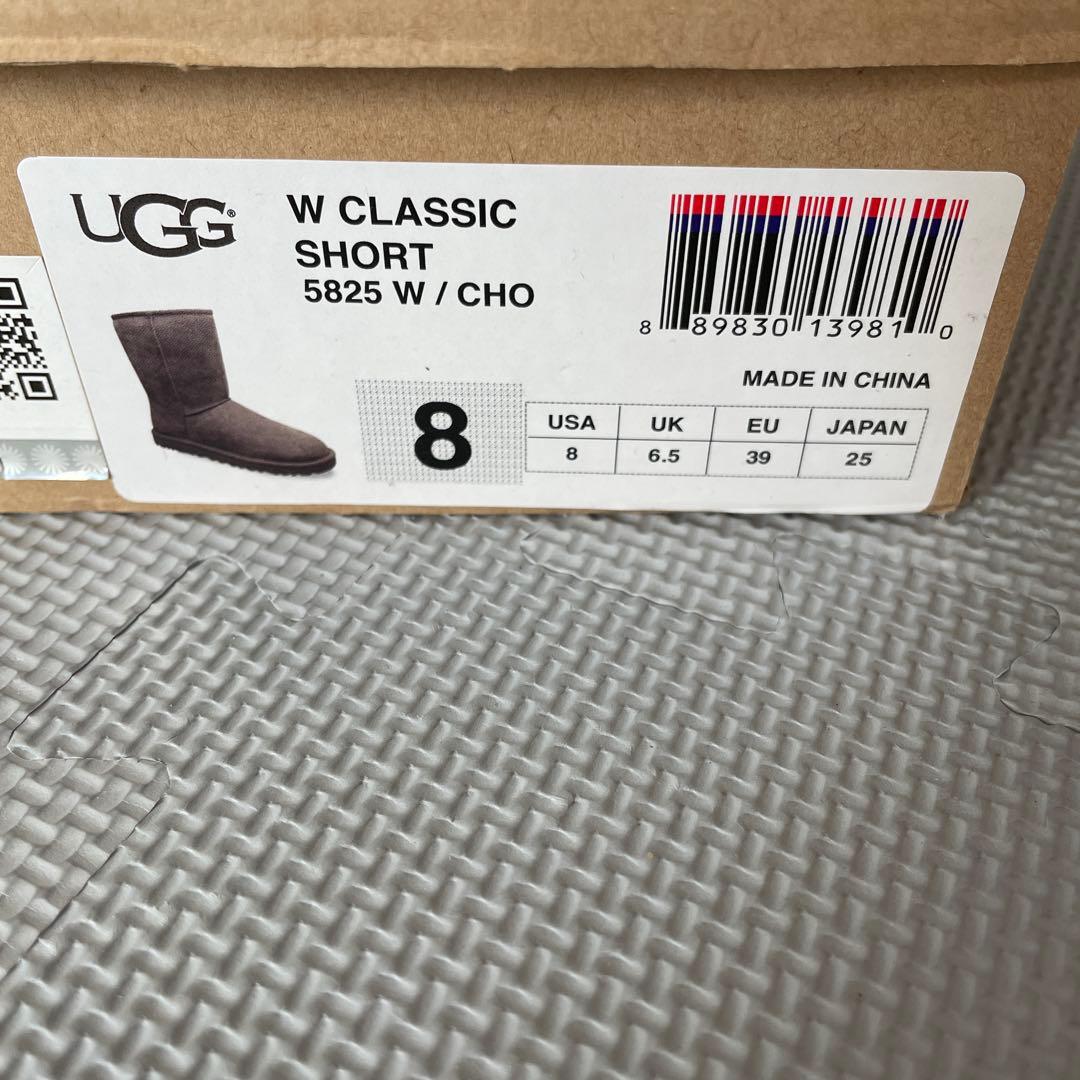 UGG®
W CLASSIC
SHORT
5825 W / CHO
8 89830 13981 0
MADE IN CHINA
8
USA UK EU JAPAN
8 6.5 39 25